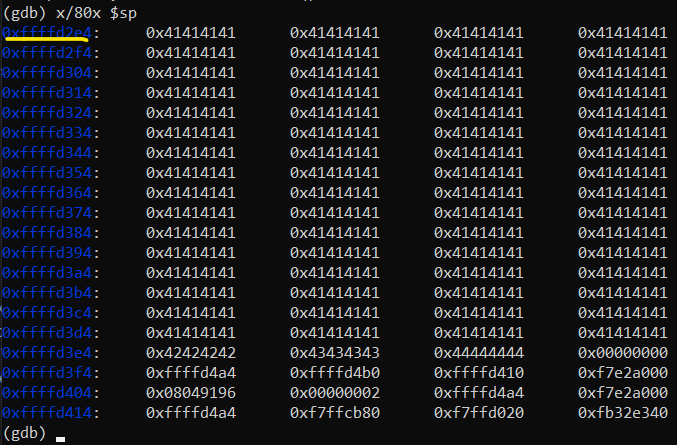 (gdb) x/80x $sp
0xffffd2e4: 0x41414141 0x41414141 0x41414141 0x41414141
0xffffd2f4: 0x41414141 0x41414141 0x41414141 0x41414141
0xffffd304: 0x41414141 0x41414141 0x41414141 0x41414141
0xffffd314: 0x41414141 0x41414141 0x41414141 0x41414141
0xffffd324: 0x41414141 0x41414141 0x41414141 0x41414141
0xffffd334: 0x41414141 0x41414141 0x41414141 0x41414141
0xffffd344: 0x41414141 0x41414141 0x41414141 0x41414141
0xffffd354: 0x41414141 0x41414141 0x41414141 0x41414141
0xffffd364: 0x41414141 0x41414141 0x41414141 0x41414141
0xffffd374: 0x41414141 0x41414141 0x41414141 0x41414141
0xffffd384: 0x41414141 0x41414141 0x41414141 0x41414141
0xffffd394: 0x41414141 0x41414141 0x41414141 0x41414141
0xffffd3a4: 0x41414141 0x41414141 0x41414141 0x41414141
0xffffd3b4: 0x41414141 0x41414141 0x41414141 0x41414141
0xffffd3c4: 0x41414141 0x41414141 0x41414141 0x41414141
0xffffd3d4: 0x41414141 0x41414141 0x41414141 0x41414141
0xffffd3e4: 0x42424242 0x43434343 0x44444444 0x00000000
0xffffd3f4: 0xffffd4a4 0xffffd4b0 0xffffd410 0xf7e2a000
0xffffd404: 0x08049196 0x00000002 0xffffd4a4 0xf7e2a000
0xffffd414: 0xffffd4a4 0xf7ffcb80 0xf7ffd020 0xfb32e340
(gdb)